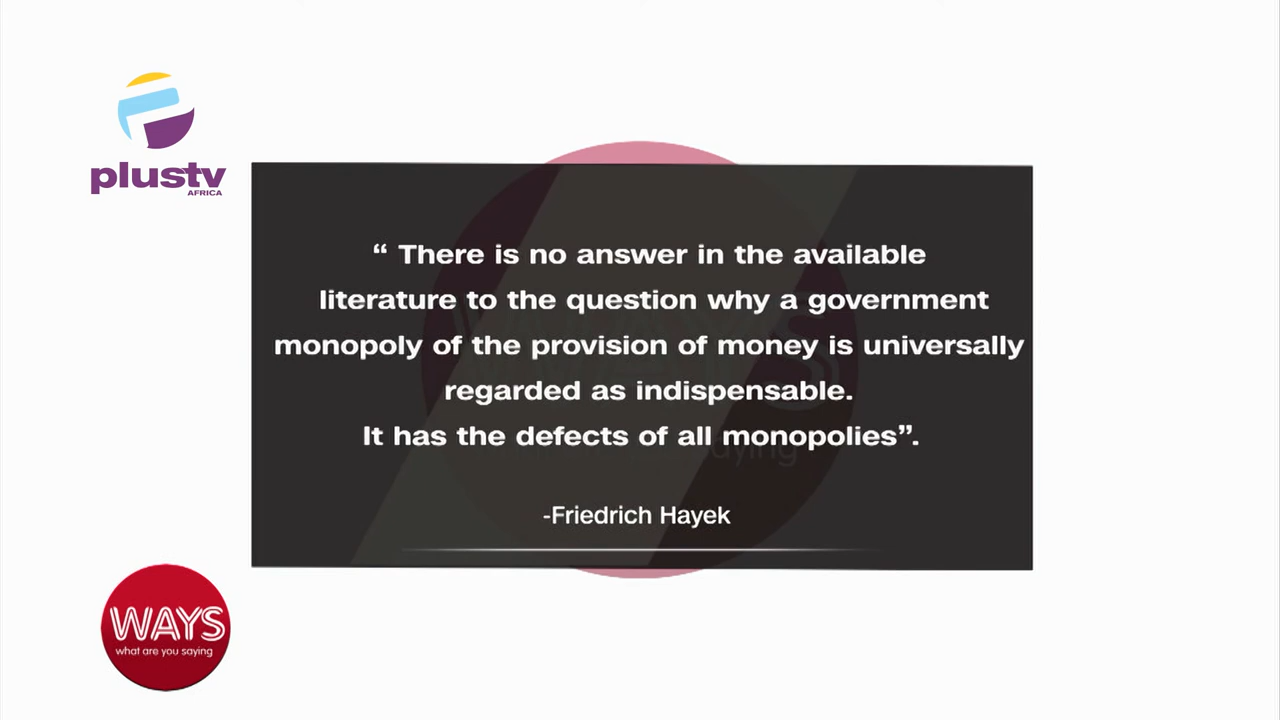 plustv
AFRICA
“ There is no answer in the available
literature to the question why a government
monopoly of the provision of money is universally
regarded as indispensable.
It has the defects of all monopolies”.
-Friedrich Hayek
WAYS
what are you saying